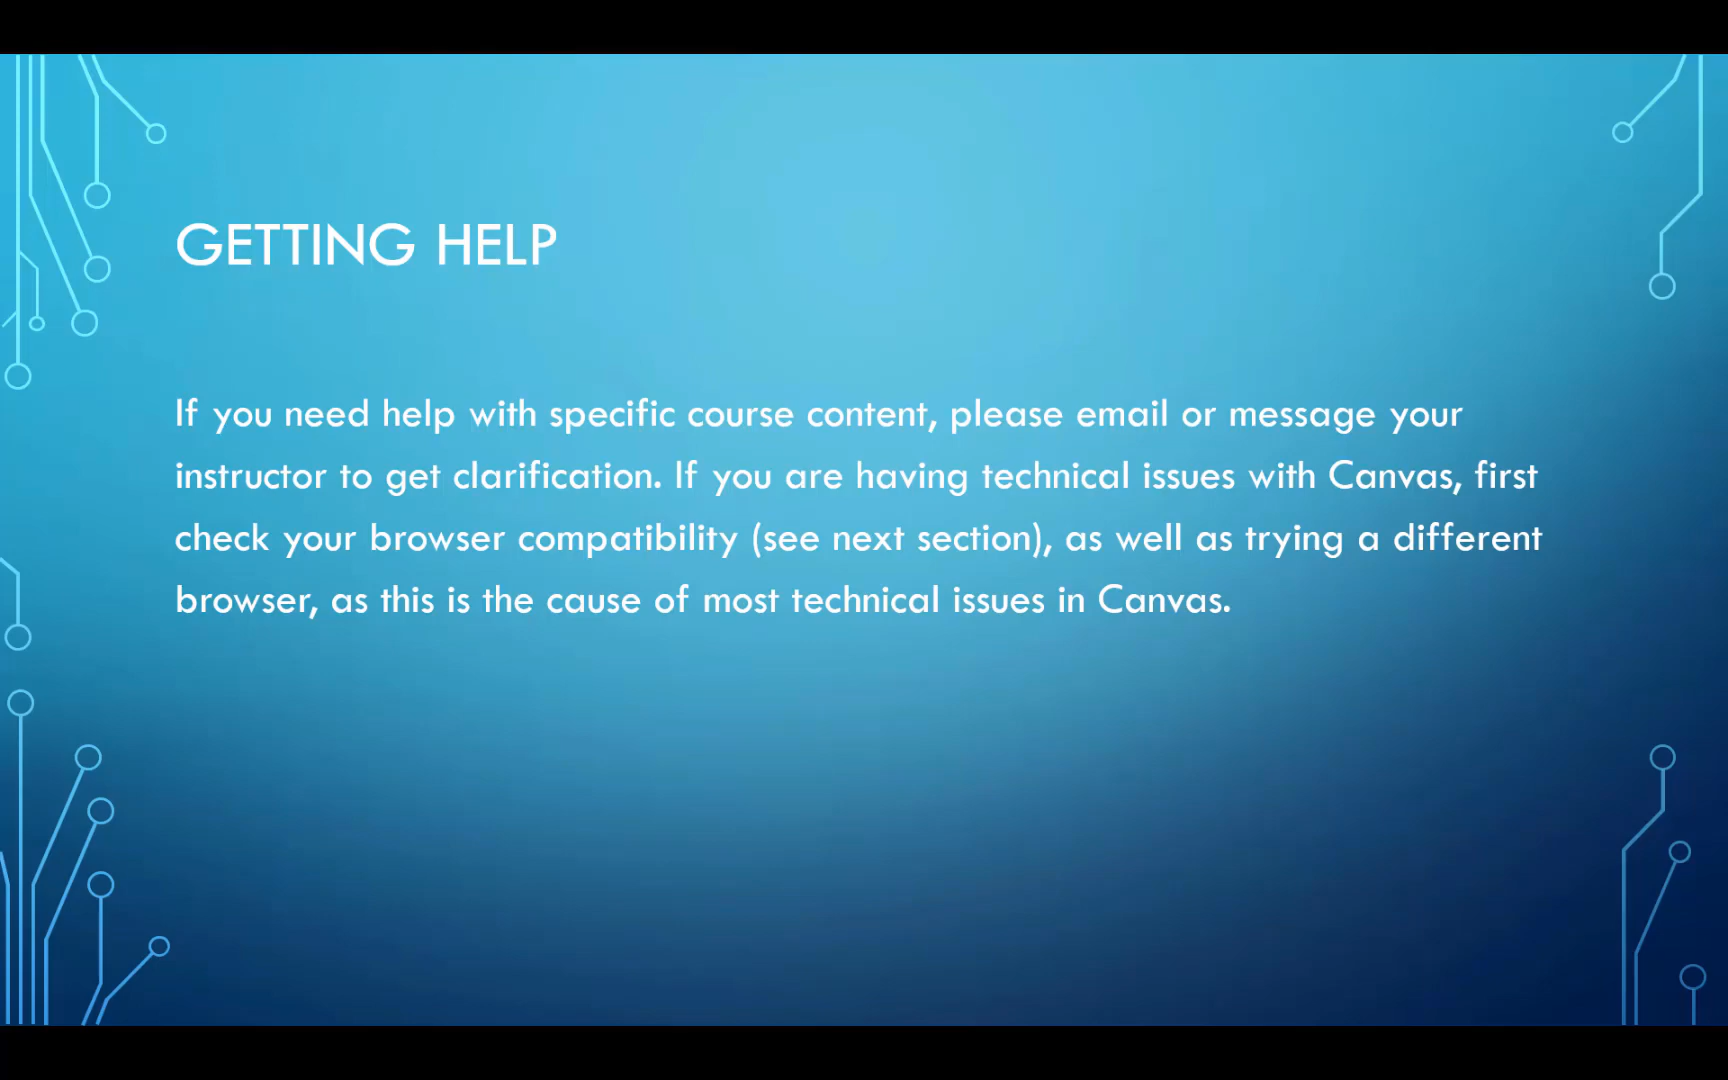 GETTING HELP
If you need help with specific course content, please email or message your
instructor to get clarification. If you are having technical issues with Canvas, first
check your browser compatibility (see next section), as well as trying a different
browser, as this is the cause of most technical issues in Canvas.